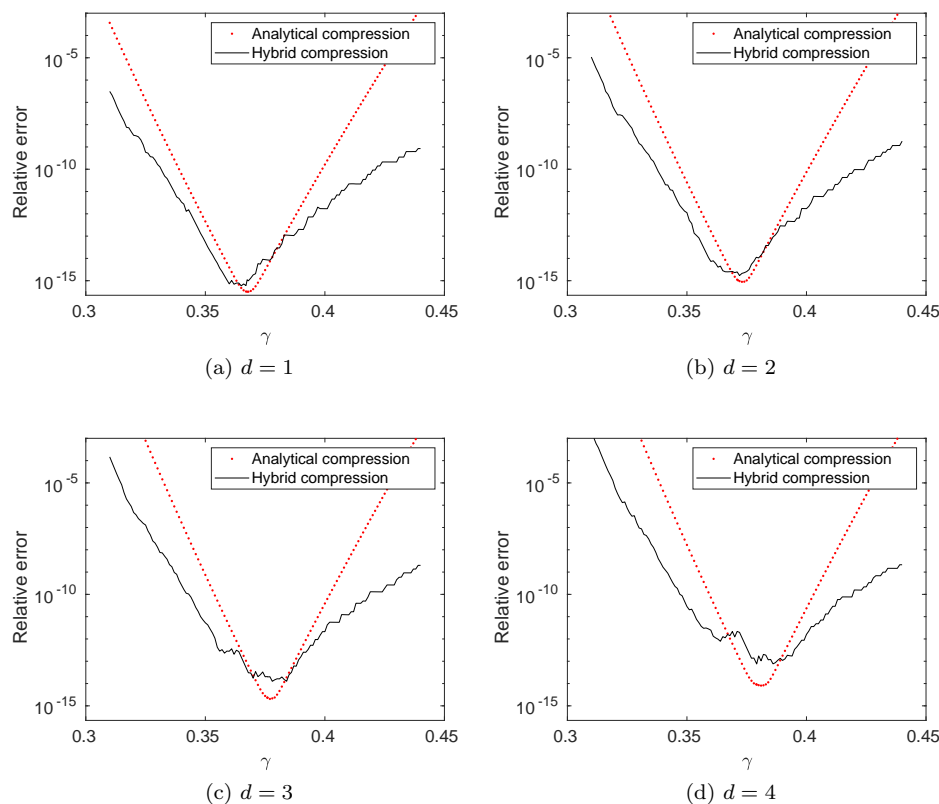 Analytical compression
Hybrid compression
Relative error
10^-5
10^-10
10^-15
0.3 0.35 0.4 0.45
γ
(a) d = 1
Analytical compression
Hybrid compression
Relative error
10^-5
10^-10
10^-15
0.3 0.35 0.4 0.45
γ
(b) d = 2
Analytical compression
Hybrid compression
Relative error
10^-5
10^-10
10^-15
0.3 0.35 0.4 0.45
γ
(c) d = 3
Analytical compression
Hybrid compression
Relative error
10^-5
10^-10
10^-15
0.3 0.35 0.4 0.45
γ
(d) d = 4